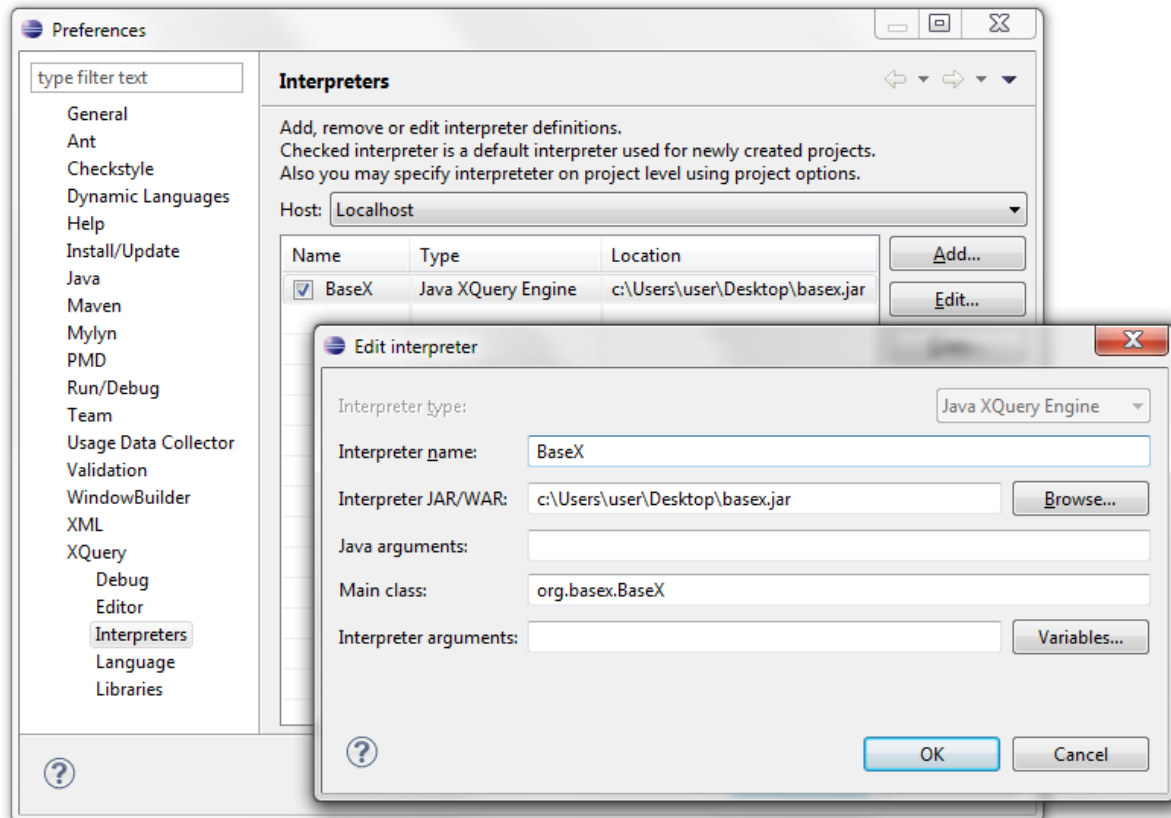 Preferences
type filter text
General
Ant
Checkstyle
Dynamic Languages
Help
Install/Update
Java
Maven
Mylyn
PMD
Run/Debug
Team
Usage Data Collector
Validation
WindowBuilder
XML
XQuery
Debug
Editor
Interpreters
Language
Libraries
Interpreters
Add, remove or edit interpreter definitions.
Checked interpreter is a default interpreter used for newly created projects.
Also you may specify interpreteter on project level using project options.
Host: Localhost
Name Type Location
BaseX Java XQuery Engine c:\Users\user\Desktop\basex.jar
Add...
Edit...
Edit interpreter
Interpreter type: Java XQuery Engine
Interpreter name: BaseX
Interpreter JAR/WAR: c:\Users\user\Desktop\basex.jar Browse...
Java arguments:
Main class: org.basex.BaseX
Interpreter arguments: Variables...
OK Cancel